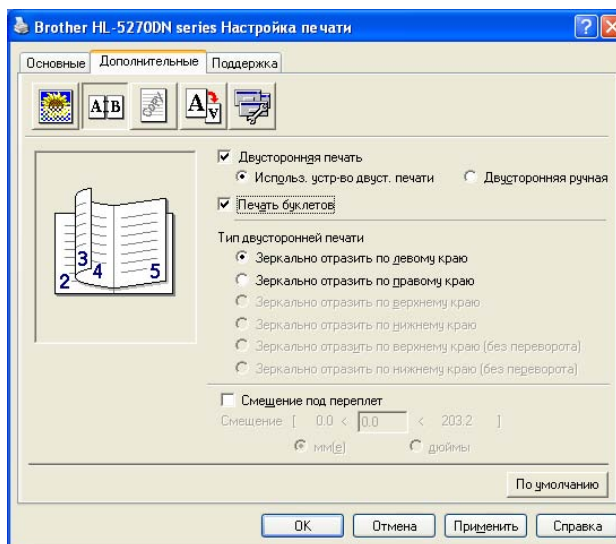 Brother HL-5270DN series Настройка печати
Основные Дополнительные Поддержка
A B COPY A A
Двусторонняя печать
Использ. устр-во двуст. печати Двусторонняя ручная
Печать буклетов
2 3 4 5
Тип двусторонней печати
Зеркально отразить по левому краю
Зеркально отразить по правому краю
Зеркально отразить по верхнему краю
Зеркально отразить по нижнему краю
Зеркально отразить по верхнему краю (без переворота)
Зеркально отразить по нижнему краю (без переворота)
Смещение под переплет
Смещение [ 0.0 < 0.0 < 203.2 ]
мм(е) дюймы
По умолчанию
OK Отмена Применить Справка